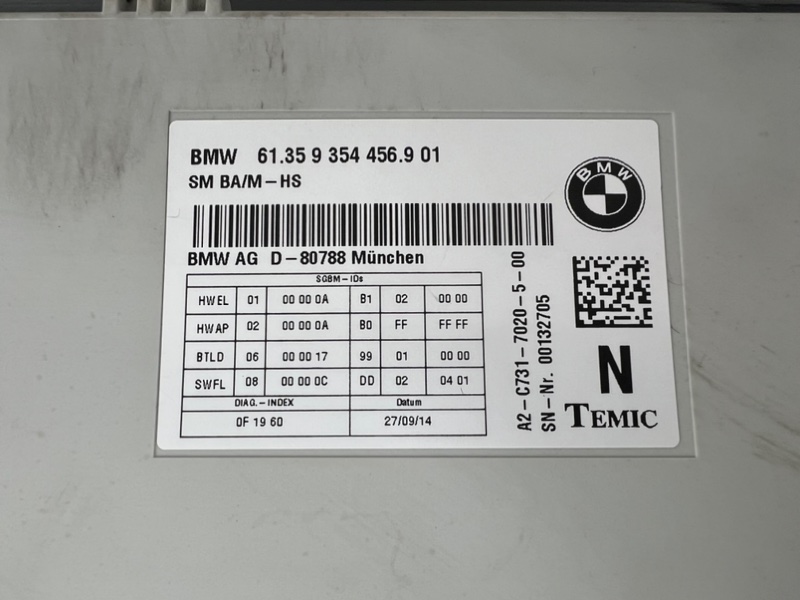 BMW 61.35 9 354 456.9 01
SM BA/M-HS
BMW
BMW AG D-80788 München
SGBM-IDs
HWEL 01 00 00 0A B1 02 00 00
HWAP 02 00 00 0A B0 FF FF FF
BTLD 06 00 00 17 99 01 00 00
SWFL 08 00 00 0C DD 02 04 01
DIAG.-INDEX Datum
0F 19 60 27/09/14
A2-C731-7020-5-00
SN-Nr. 00132705
N
TEMIC